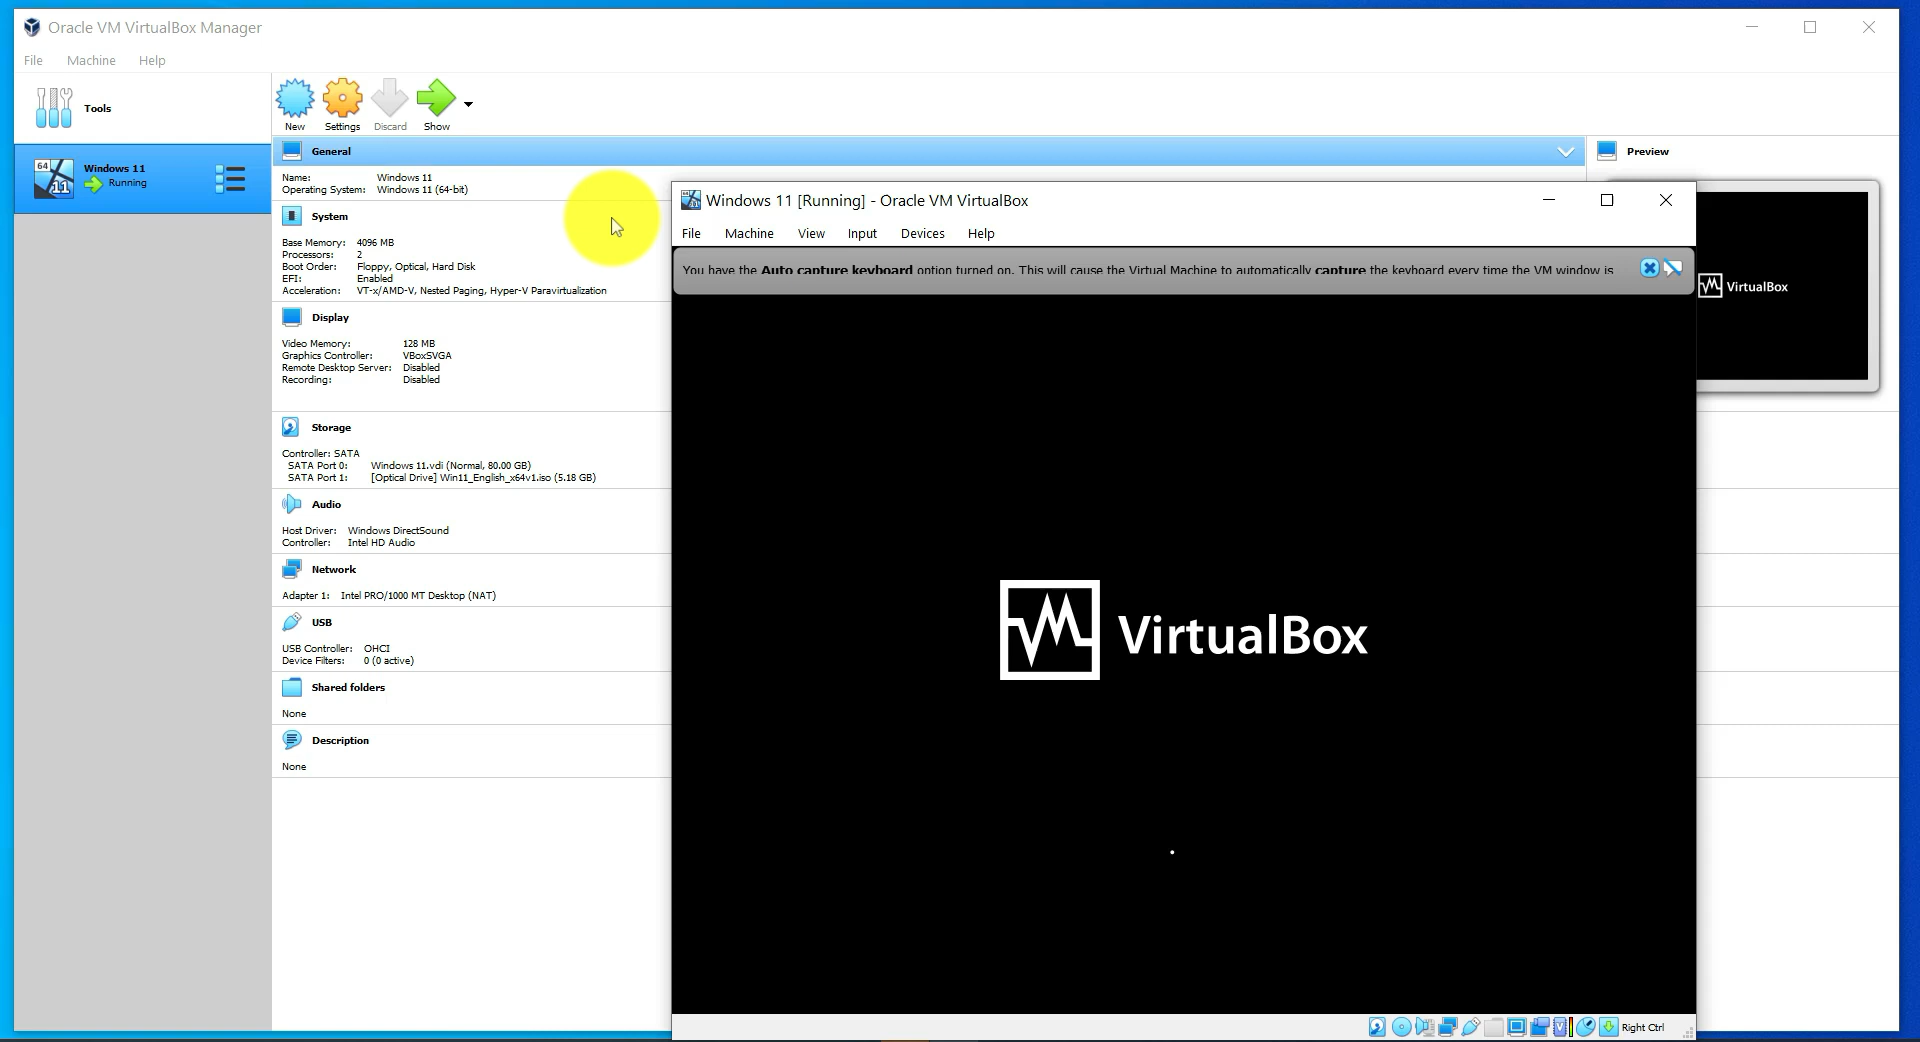 Oracle VM VirtualBox Manager
File Machine Help
Tools
New Settings Discard Show
64 11 Windows 11
Running
General
Name: Windows 11
Operating System: Windows 11 (64-bit)
System
Base Memory: 4096 MB
Processors: 2
Boot Order: Floppy, Optical, Hard Disk
EFI: Enabled
Acceleration: VT-x/AMD-V, Nested Paging, Hyper-V Paravirtualization
Display
Video Memory: 128 MB
Graphics Controller: VBoxSVGA
Remote Desktop Server: Disabled
Recording: Disabled
Storage
Controller: SATA
SATA Port 0: Windows 11.vdi (Normal, 80.00 GB)
SATA Port 1: [Optical Drive] Win11_English_x64v1.iso (5.18 GB)
Audio
Host Driver: Windows DirectSound
Controller: Intel HD Audio
Network
Adapter 1: Intel PRO/1000 MT Desktop (NAT)
USB
USB Controller: OHCI
Device Filters: 0 (0 active)
Shared folders
None
Description
None
Preview
VirtualBox
Windows 11 [Running] - Oracle VM VirtualBox
File Machine View Input Devices Help
You have the Auto capture keyboard option turned on. This will cause the Virtual Machine to automatically capture the keyboard every time the VM window is
VirtualBox
Right Ctrl